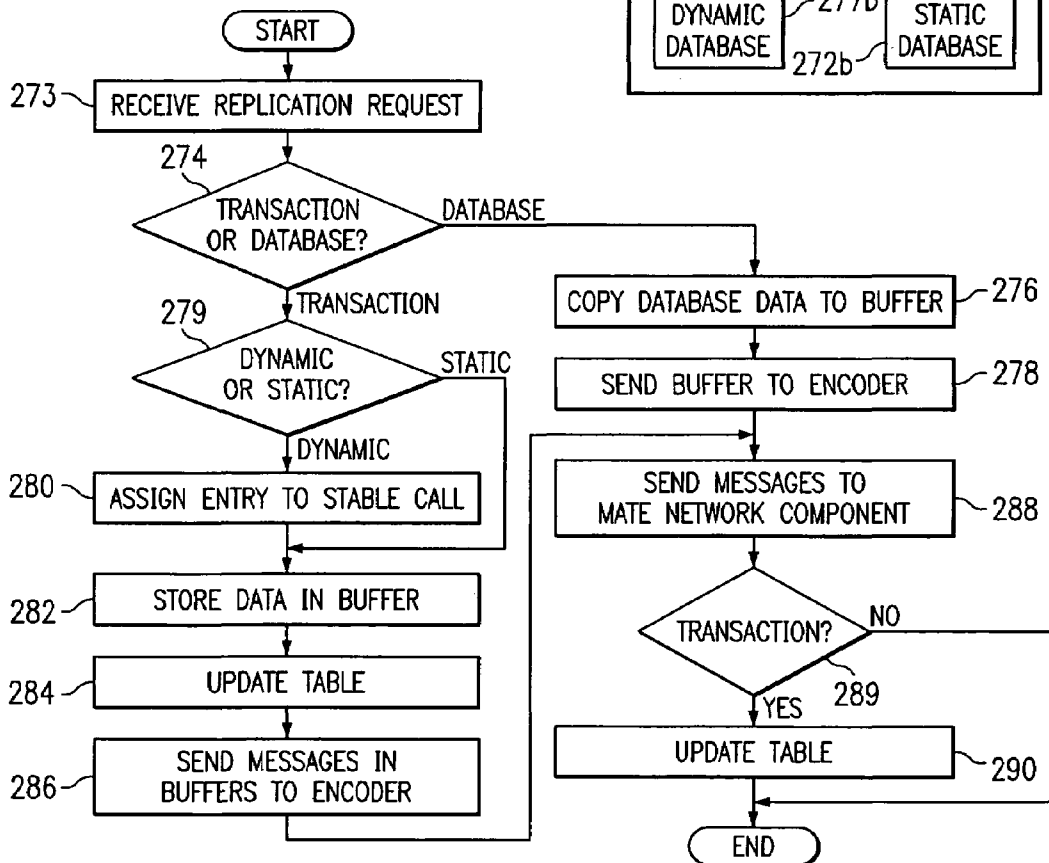 START
273
RECEIVE REPLICATION REQUEST
274
TRANSACTION
OR DATABASE?
DATABASE
TRANSACTION
279
DYNAMIC
OR STATIC?
STATIC
DYNAMIC
280
ASSIGN ENTRY TO STABLE CALL
282
STORE DATA IN BUFFER
284
UPDATE TABLE
286
SEND MESSAGES IN
BUFFERS TO ENCODER
DYNAMIC
DATABASE
277b
272b
STATIC
DATABASE
COPY DATABASE DATA TO BUFFER
276
SEND BUFFER TO ENCODER
278
SEND MESSAGES TO
MATE NETWORK COMPONENT
288
TRANSACTION?
NO
289
YES
UPDATE TABLE
290
END